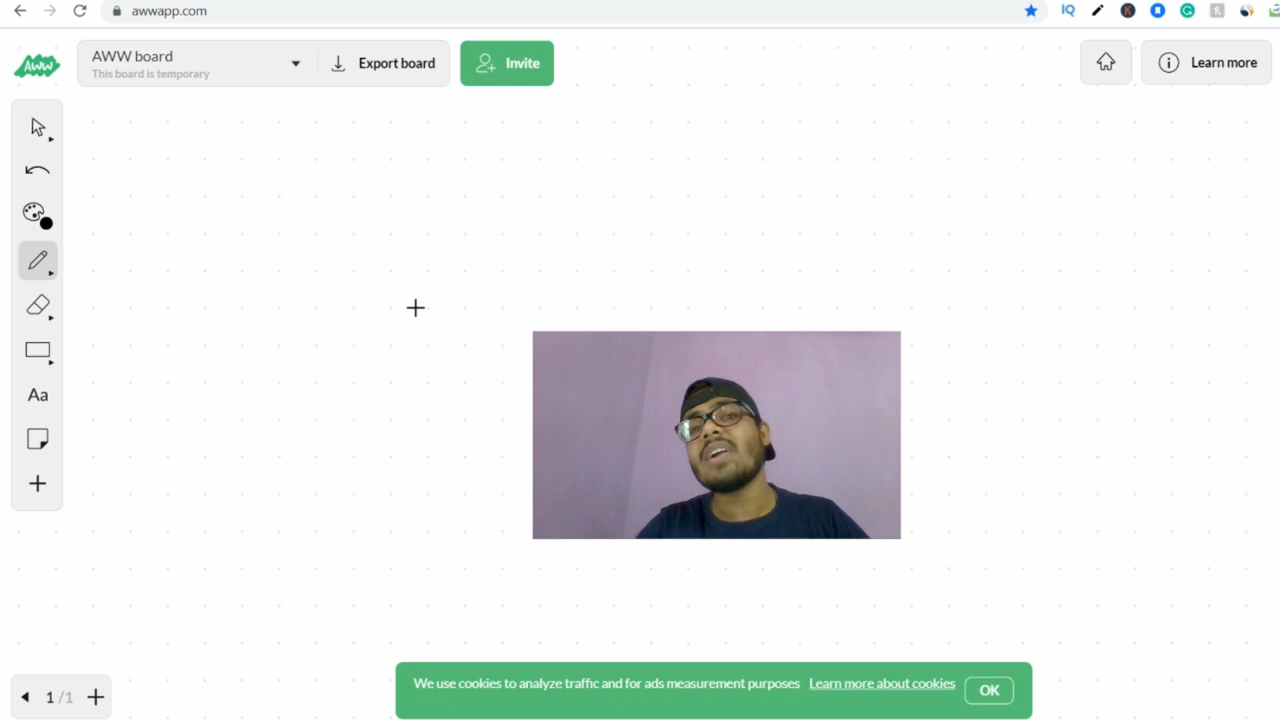 awwapp.com
IQ
K
AWW
AWW board
This board is temporary
Export board
Invite
Learn more
Aa
1/1
We use cookies to analyze traffic and for ads measurement purposes Learn more about cookies
OK